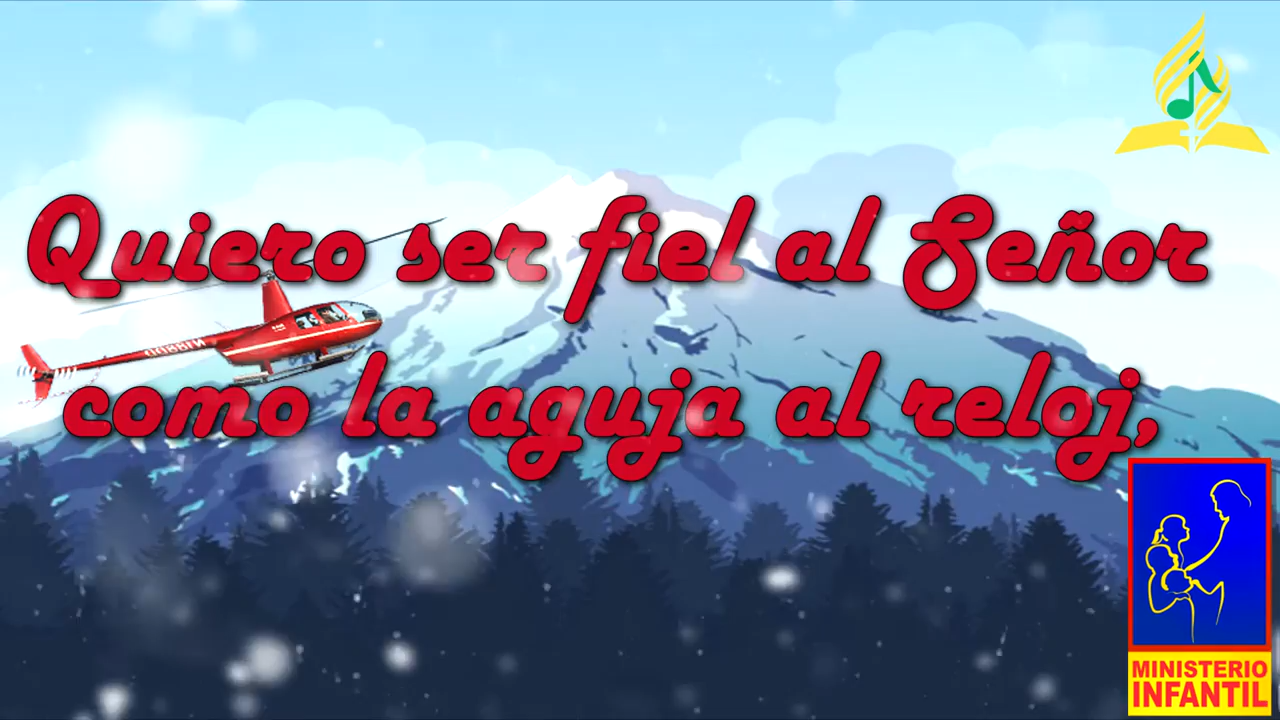 Quiero ser fiel al Señor
como la aguja al reloj,
MINISTERIO
INFANTIL